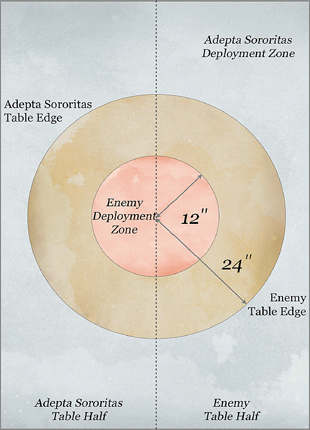 Adepta Sororitas
Deployment Zone
Adepta Sororitas
Table Edge
Enemy
Deployment
Zone
12"
24"
Enemy
Table Edge
Adepta Sororitas
Table Half
Enemy
Table Half